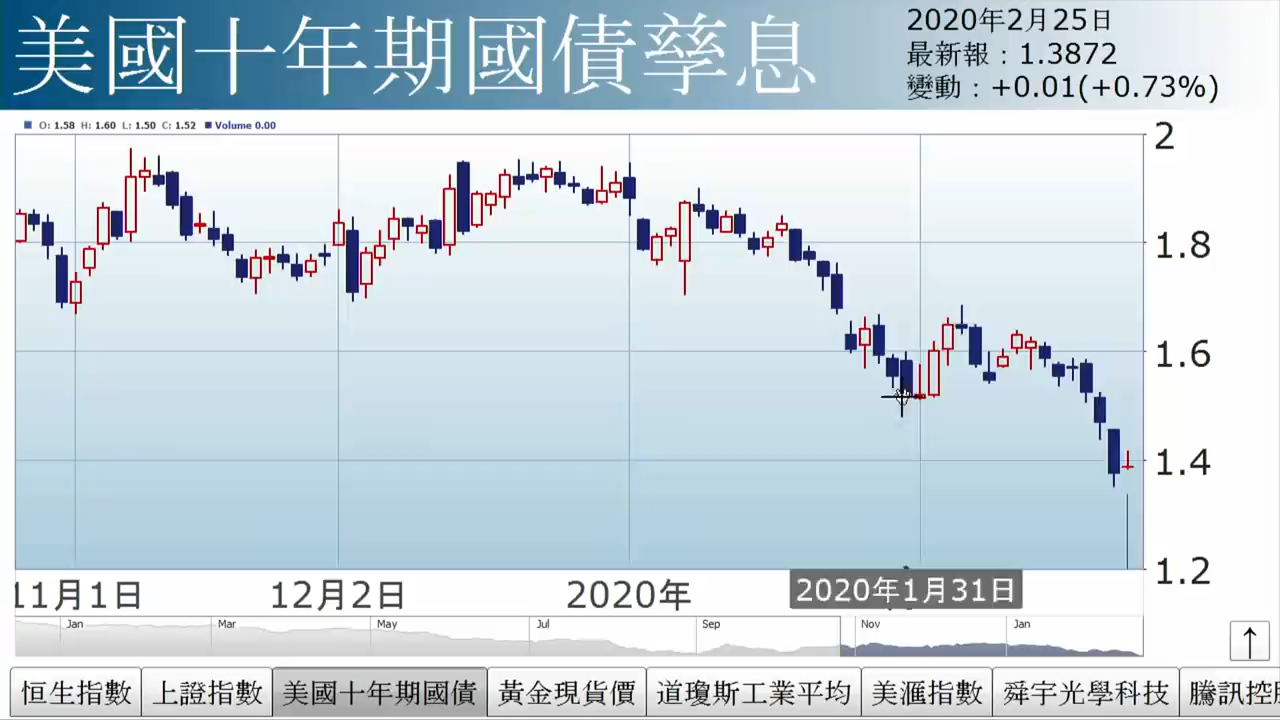 美國十年期國債孳息
2020年2月25日
最新報：1.3872
變動：+0.01(+0.73%)
O: 1.58 H: 1.60 L: 1.50 C: 1.52 Volume 0.00
2
1.8
1.6
1.4
1.2
11月1日 12月2日 2020年 2020年1月31日
Jan Mar May Jul Sep Nov Jan
↑
恒生指數 上證指數 美國十年期國債 黃金現貨價 道瓊斯工業平均 美滙指數 舜宇光學科技 騰訊控